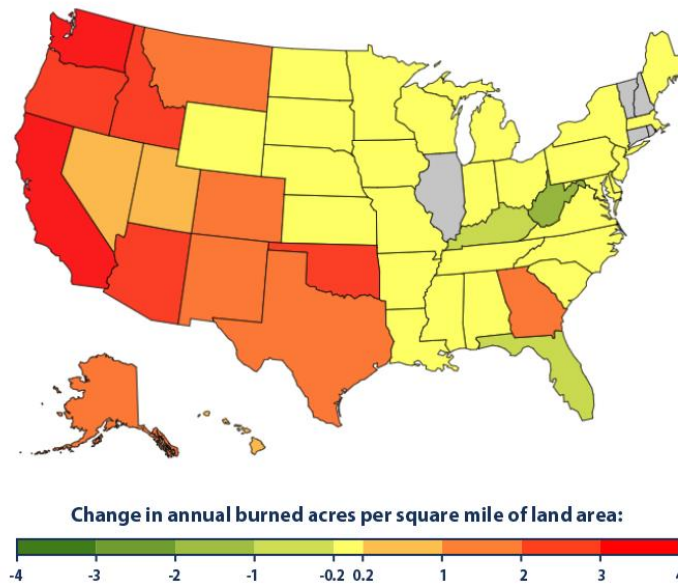 Change in annual burned acres per square mile of land area:
-4 -3 -2 -1 -0.2 0.2 1 2 3